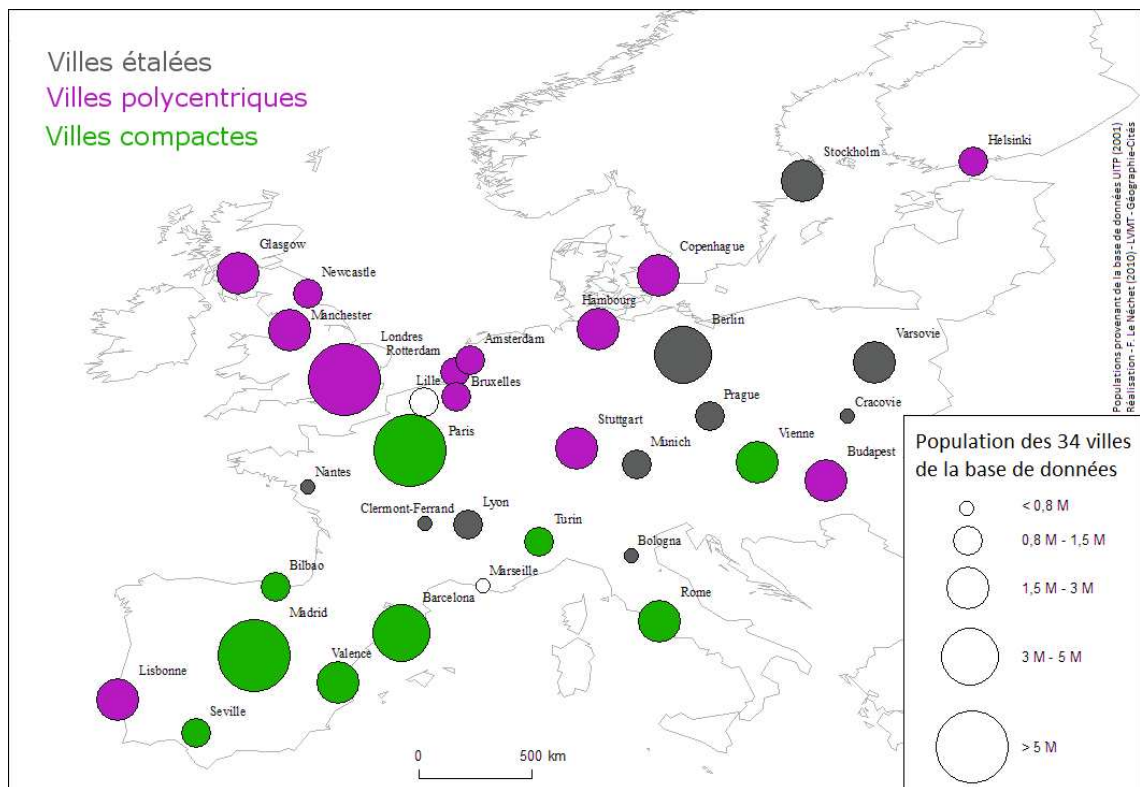 Villes étalées
Villes polycentriques
Villes compactes
Helsinki
Stockholm
Glasgow
Copenhague
Newcastle
Hambourg
Manchester
Berlin
Londres
Varsovie
Amsterdam
Rotterdam
Lille
Bruxelles
Prague
Cracovie
Paris
Stuttgart
Munich
Vienne
Budapest
Nantes
Clermont-Ferrand
Lyon
Turin
Bologna
Bilbao
Marseille
Barcelona
Rome
Madrid
Valence
Lisbonne
Seville
0 500 km
Populations provenant de la base de données UITP (2001)
Réalisation - F. Le Néchet (2010) - LVMT - Géographie-Cités
Population des 34 villes
de la base de données
< 0,8 M
0,8 M - 1,5 M
1,5 M - 3 M
3 M - 5 M
> 5 M